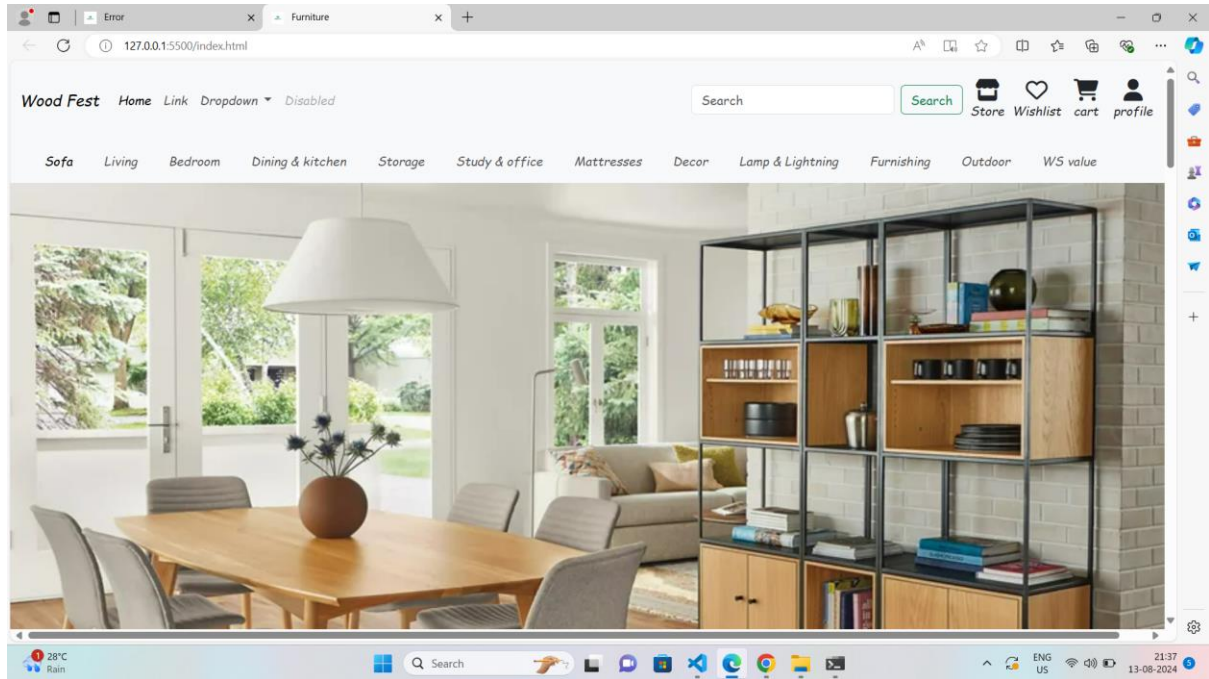 Error
Furniture
127.0.0.1:5500/index.html
Wood Fest Home Link Dropdown Disabled
Search
Search
Store Wishlist cart profile
Sofa Living Bedroom Dining & kitchen Storage Study & office Mattresses Decor Lamp & Lightning Furnishing Outdoor WS value
1
28°C
Rain
Search
ENG
US
21:37
13-08-2024
5